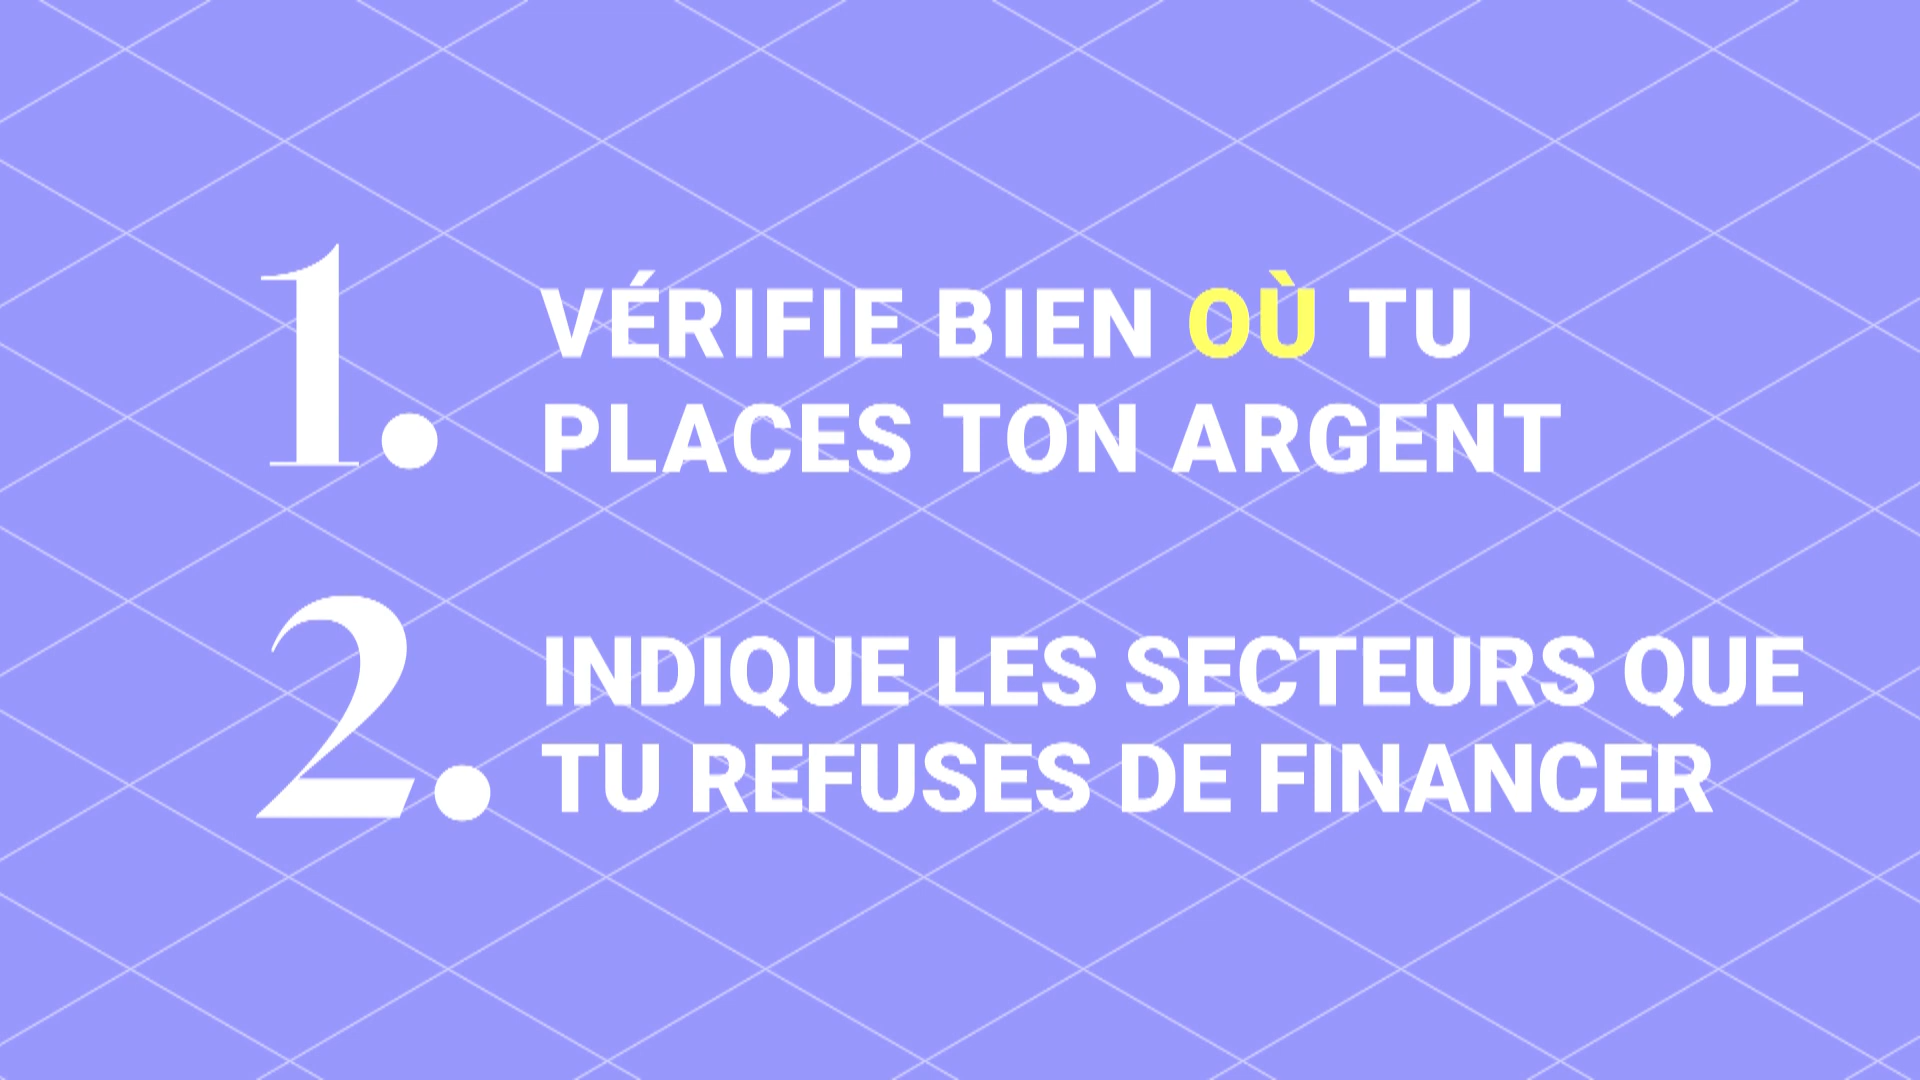 1. VÉRIFIE BIEN OÙ TU
PLACES TON ARGENT
2. INDIQUE LES SECTEURS QUE
TU REFUSES DE FINANCER